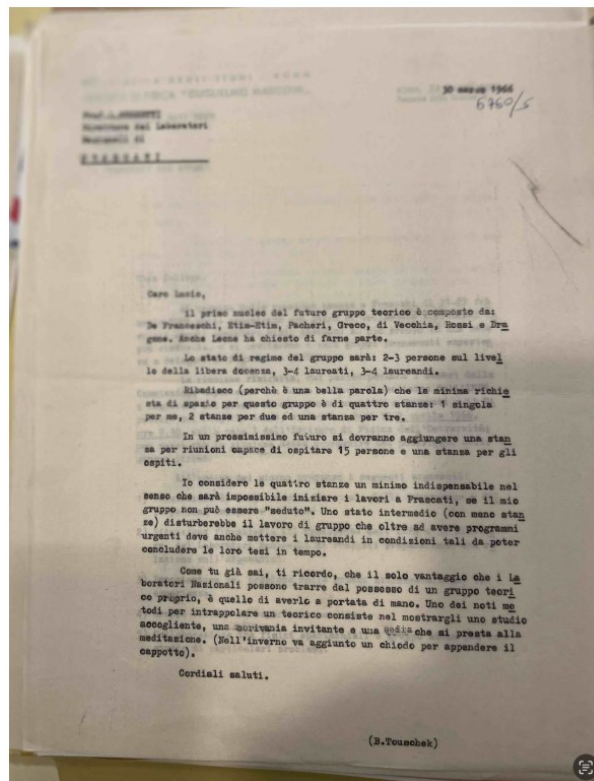 30 marzo 1966
6760/5
Direttore dei Laboratori
Nazionali di
FRASCATI
Caro Lucio,
il primo nucleo del futuro gruppo teorico è composto da:
De Franceschi, Etim-Etim, Pacheri, Greco, di Vecchia, Rossi e Dra
gone. Anche Leone ha chiesto di farne parte.
Lo stato di regime del gruppo sarà: 2-3 persone sul livel
lo della libera docenza, 3-4 laureati, 3-4 laureandi.
Ribadisco (perchè è una bella parola) che la minima richie
sta di spazio per questo gruppo è di quattro stanze: 1 singola
per me, 2 stanze per due ed una stanza per tre.
In un prossimissimo futuro si dovranno aggiungere una stan
za per riunioni capace di ospitare 15 persone e una stanza per gli
ospiti.
Io considero le quattro stanze un minimo indispensabile nel
senso che sarà impossibile iniziare i lavori a Frascati, se il mio
gruppo non può essere "seduto". Uno stato intermedio (con meno stan
ze) disturberebbe il lavoro di gruppo che oltre ad avere programmi
urgenti deve anche mettere i laureandi in condizioni tali da poter
concludere le loro tesi in tempo.
Come tu già sai, ti ricordo, che il solo vantaggio che i La
boratori Nazionali possono trarre dal possesso di un gruppo teori
co proprio, è quello di averlo a portata di mano. Uno dei noti me
todi per intrappolare un teorico consiste nel mostrargli uno studio
accogliente, una scrivania invitante e una sedia che si presta alla
meditazione. (Nell'inverno va aggiunto un chiodo per appendere il
cappotto).
Cordiali saluti.
(B.Touschek)